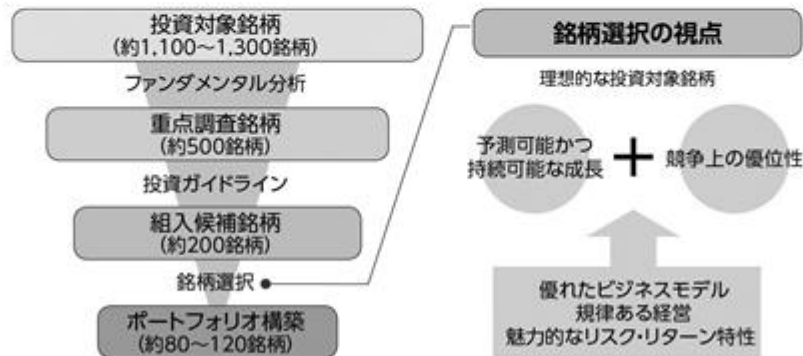 投資対象銘柄
(約1,100～1,300銘柄)
ファンダメンタル分析
重点調査銘柄
(約500銘柄)
投資ガイドライン
組入候補銘柄
(約200銘柄)
銘柄選択
ポートフォリオ構築
(約80～120銘柄)
銘柄選択の視点
理想的な投資対象銘柄
予測可能かつ
持続可能な成長
+
競争上の優位性
優れたビジネスモデル
規律ある経営
魅力的なリスク・リターン特性